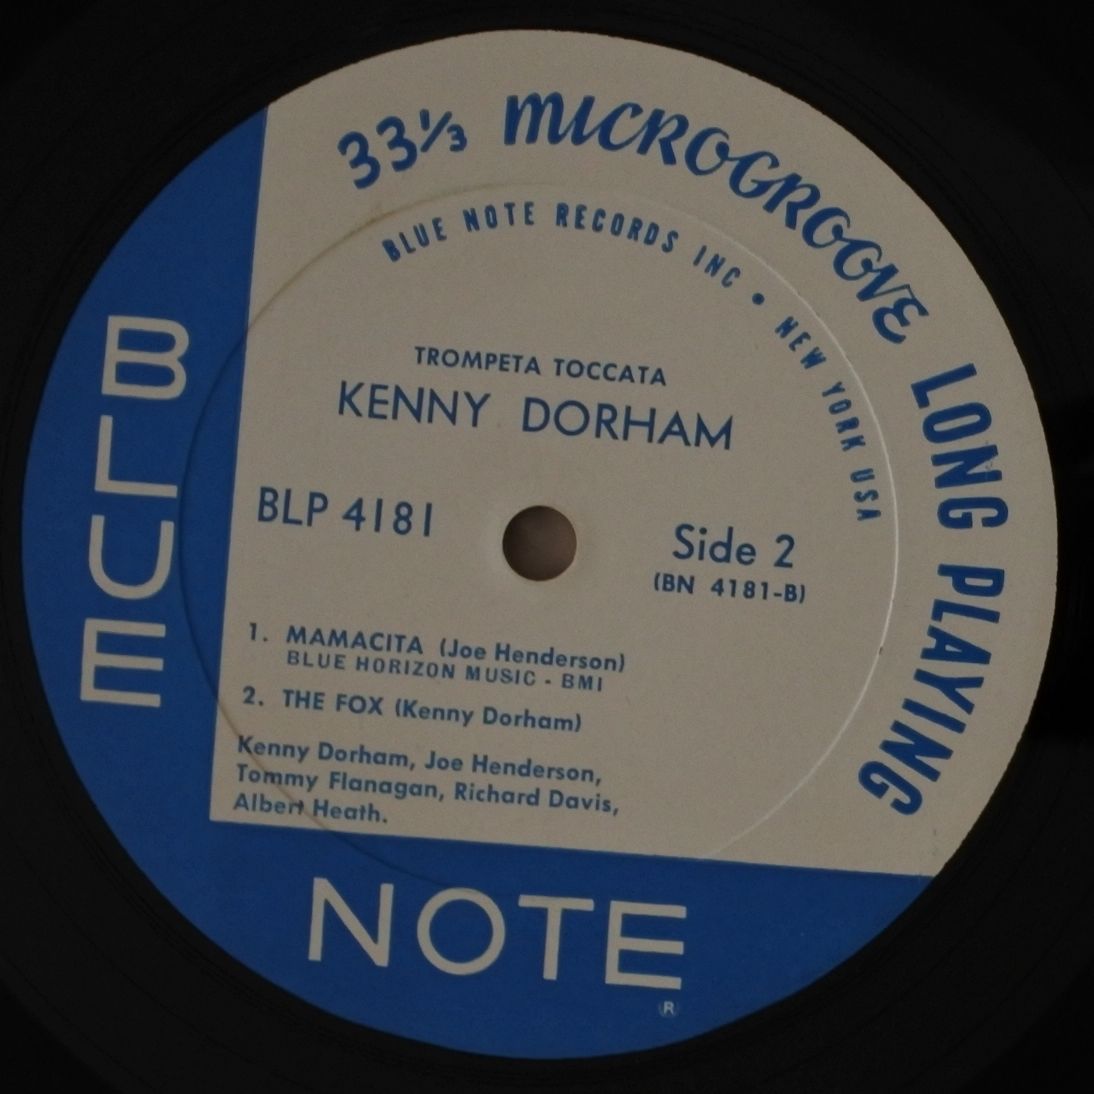 33⅓ MICROGROOVE LONG PLAYING
BLUE NOTE RECORDS INC • NEW YORK USA
TROMPETA TOCCATA
KENNY DORHAM
BLP 4181
Side 2
(BN 4181-B)
1. MAMACITA (Joe Henderson)
BLUE HORIZON MUSIC - BMI
2. THE FOX (Kenny Dorham)
Kenny Dorham, Joe Henderson,
Tommy Flanagan, Richard Davis,
Albert Heath.
BLUE
NOTE
®